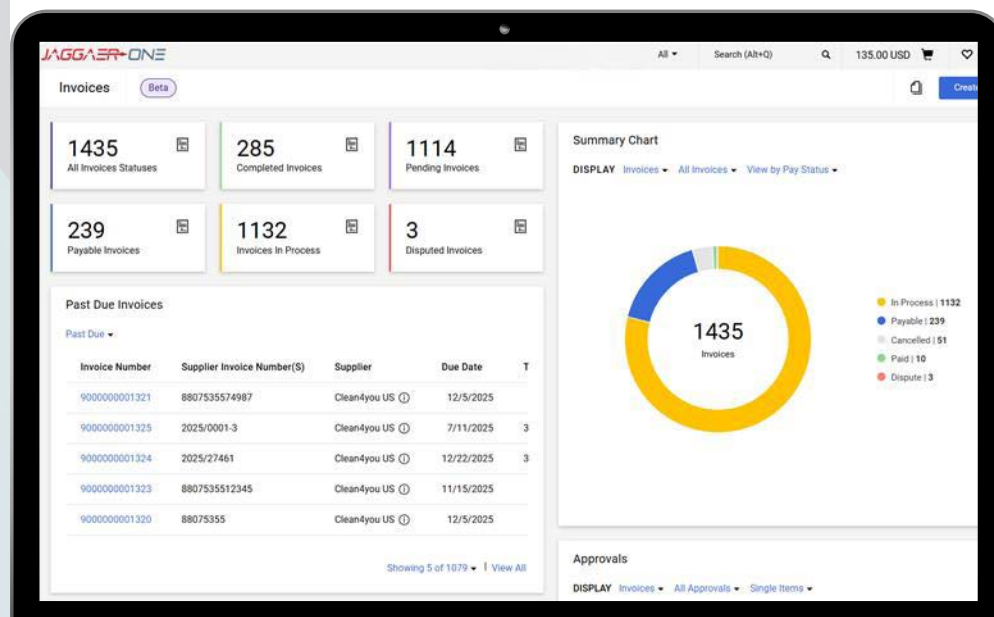 JAGGAER ONE
All
Search (Alt+Q)
135.00 USD
Invoices
Beta
1435
All Invoices Statuses
285
Completed Invoices
1114
Pending Invoices
239
Payable Invoices
1132
Invoices In Process
3
Disputed Invoices
Past Due Invoices
Past Due
Invoice Number Supplier Invoice Number(S) Supplier Due Date T
9000000001321 8807535574987 Clean4you US 12/5/2025
9000000001325 2025/0001-3 Clean4you US 7/11/2025 3
9000000001324 2025/27461 Clean4you US 12/22/2025 3
9000000001323 8807535512345 Clean4you US 11/15/2025
9000000001320 88075355 Clean4you US 12/5/2025
Showing 5 of 1079 | View All
Summary Chart
DISPLAY Invoices All Invoices View by Pay Status
1435
Invoices
In Process | 1132
Payable | 239
Cancelled | 51
Paid | 10
Dispute | 3
Approvals
DISPLAY Invoices All Approvals Single Items